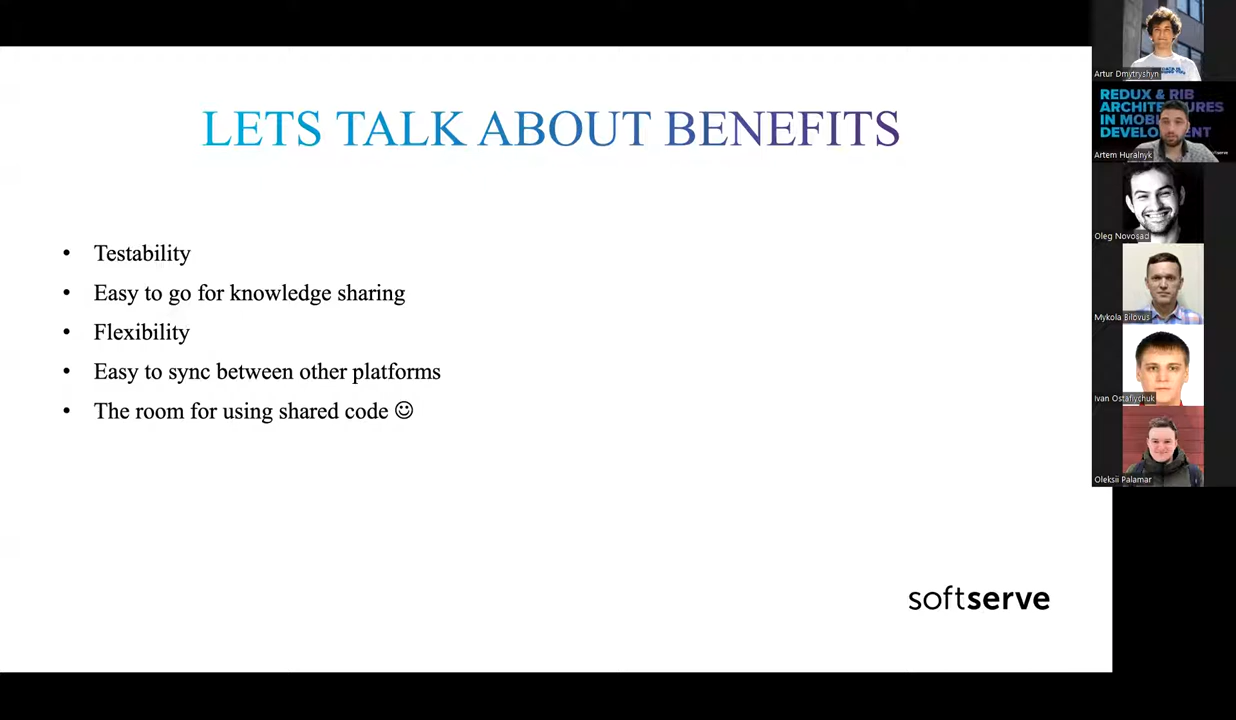 LETS TALK ABOUT BENEFITS
• Testability
• Easy to go for knowledge sharing
• Flexibility
• Easy to sync between other platforms
• The room for using shared code ☺
softserve
Artur Dmytryshyn
REDUX & RIB
ARCHITECTURES
IN MOBILE
DEVELOPMENT
softserve
Artem Huralnyk
Oleg Novosad
Mykola Bilovus
Ivan Ostafiychuk
Oleksii Palamar